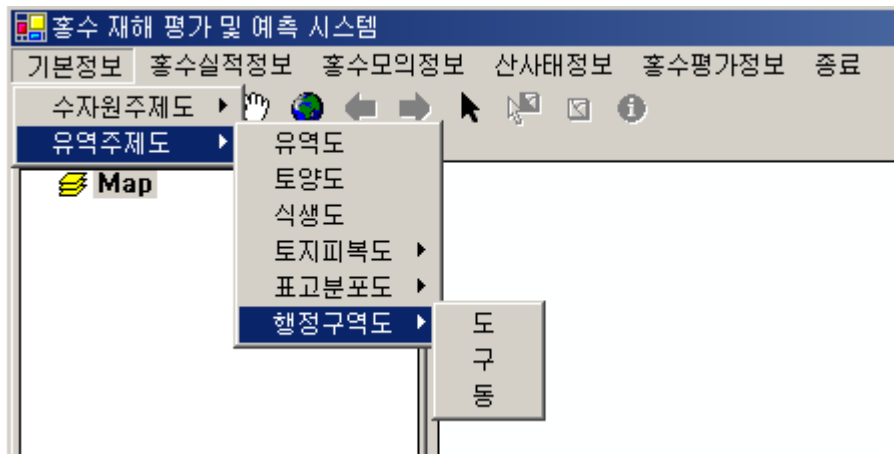 홍수 재해 평가 및 예측 시스템
기본정보 홍수실적정보 홍수모의정보 산사태정보 홍수평가정보 종료
수자원주제도
유역주제도
유역도
Map
토양도
식생도
토지피복도
표고분포도
행정구역도
도
구
동